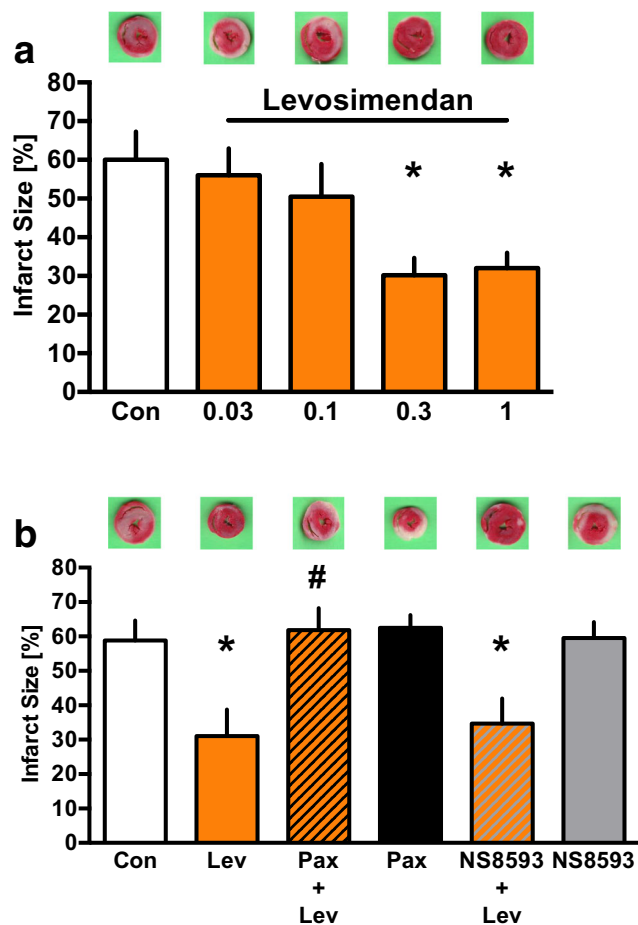 a
Levosimendan
Infarct Size [%]
80
70
60
50
40
30
20
10
0
* *
Con 0.03 0.1 0.3 1
b
Infarct Size [%]
80
70
60
50
40
30
20
10
0
* # *
Con Lev Pax + Lev Pax NS8593 + Lev NS8593